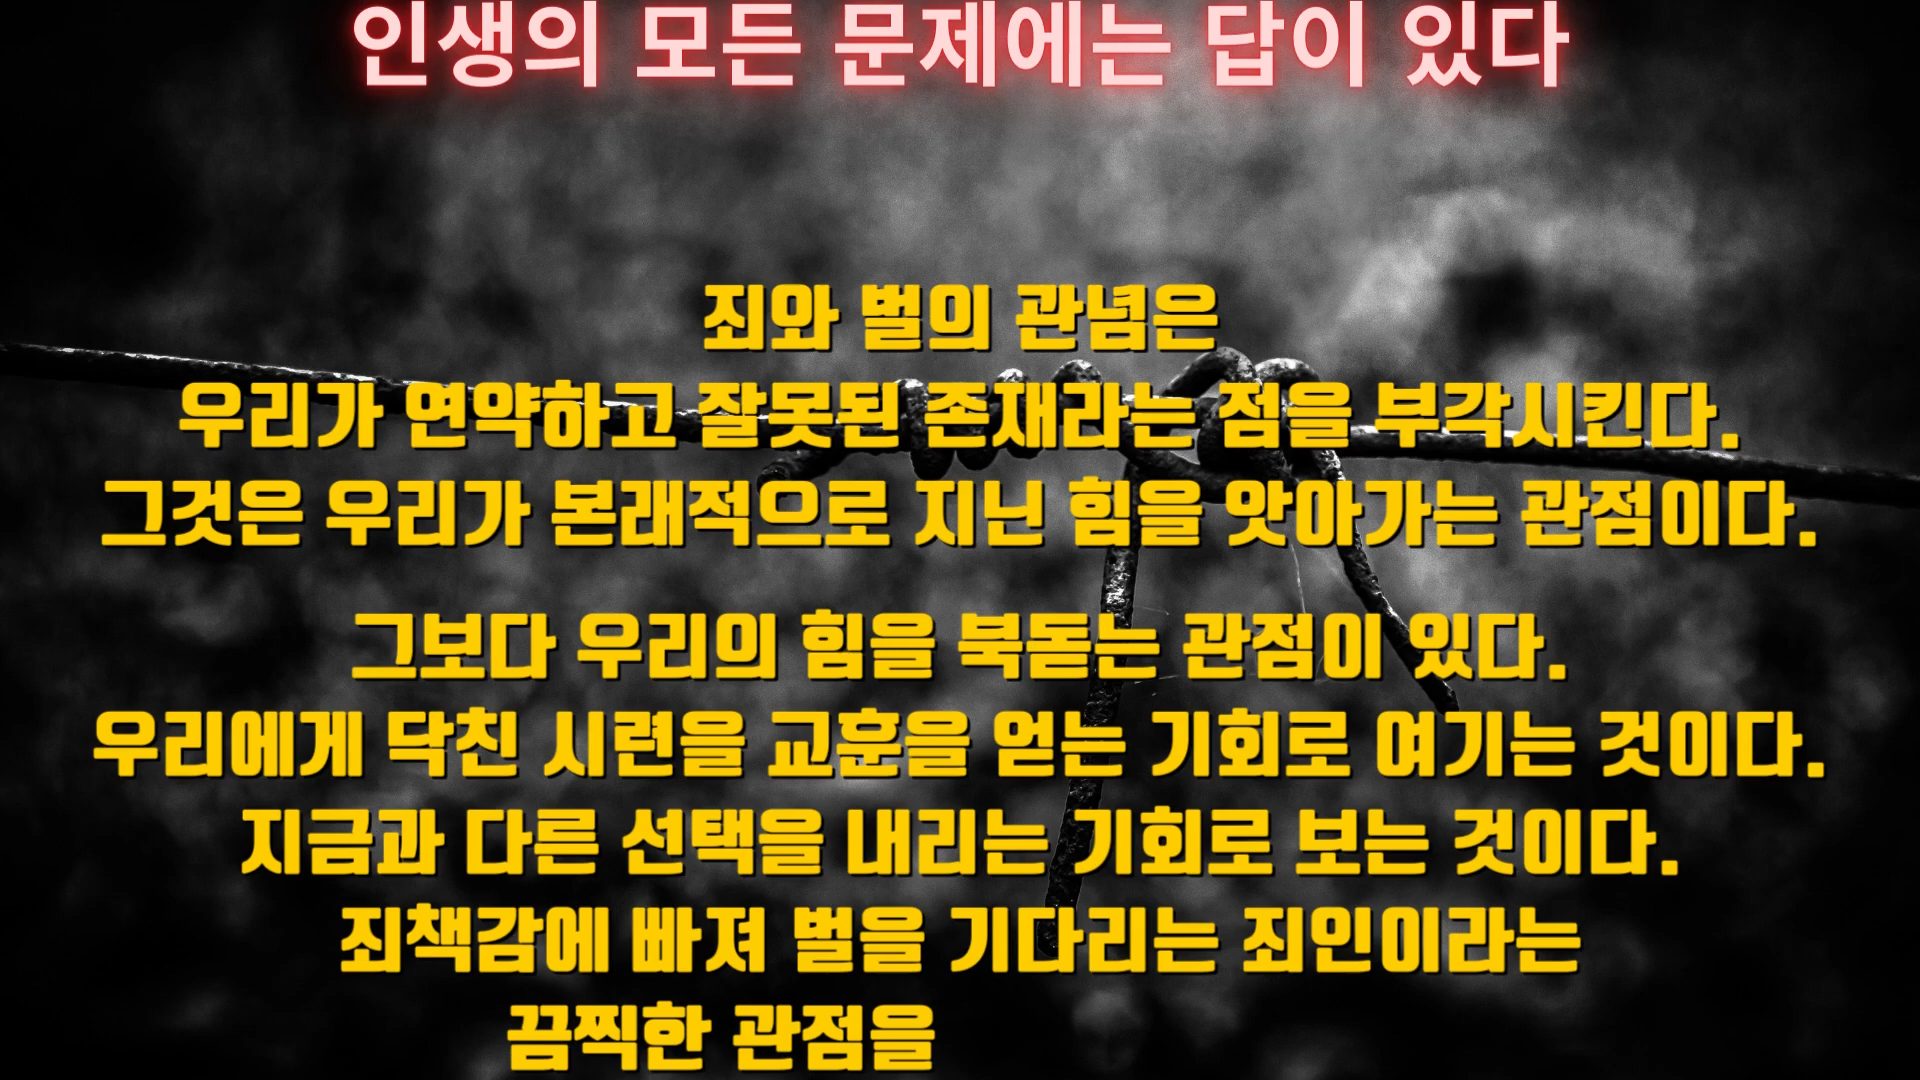 인생의 모든 문제에는 답이 있다
죄와 벌의 관념은
우리가 연약하고 잘못된 존재라는 점을 부각시킨다.
그것은 우리가 본래적으로 지닌 힘을 앗아가는 관점이다.
그보다 우리의 힘을 북돋는 관점이 있다.
우리에게 닥친 시련을 교훈을 얻는 기회로 여기는 것이다.
지금과 다른 선택을 내리는 기회로 보는 것이다.
죄책감에 빠져 벌을 기다리는 죄인이라는
끔찍한 관점을